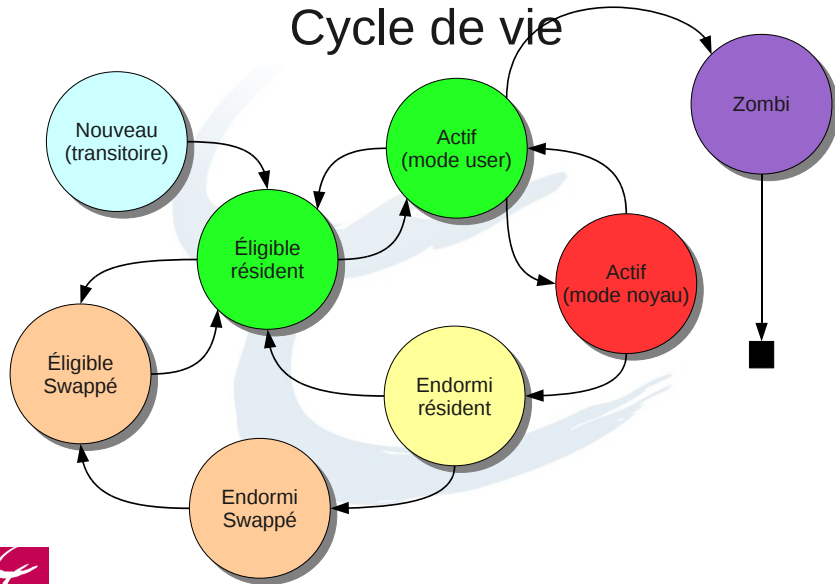 Cycle de vie
Nouveau
(transitoire)
Actif
(mode user)
Zombi
Éligible
résident
Actif
(mode noyau)
Éligible
Swappé
Endormi
résident
Endormi
Swappé